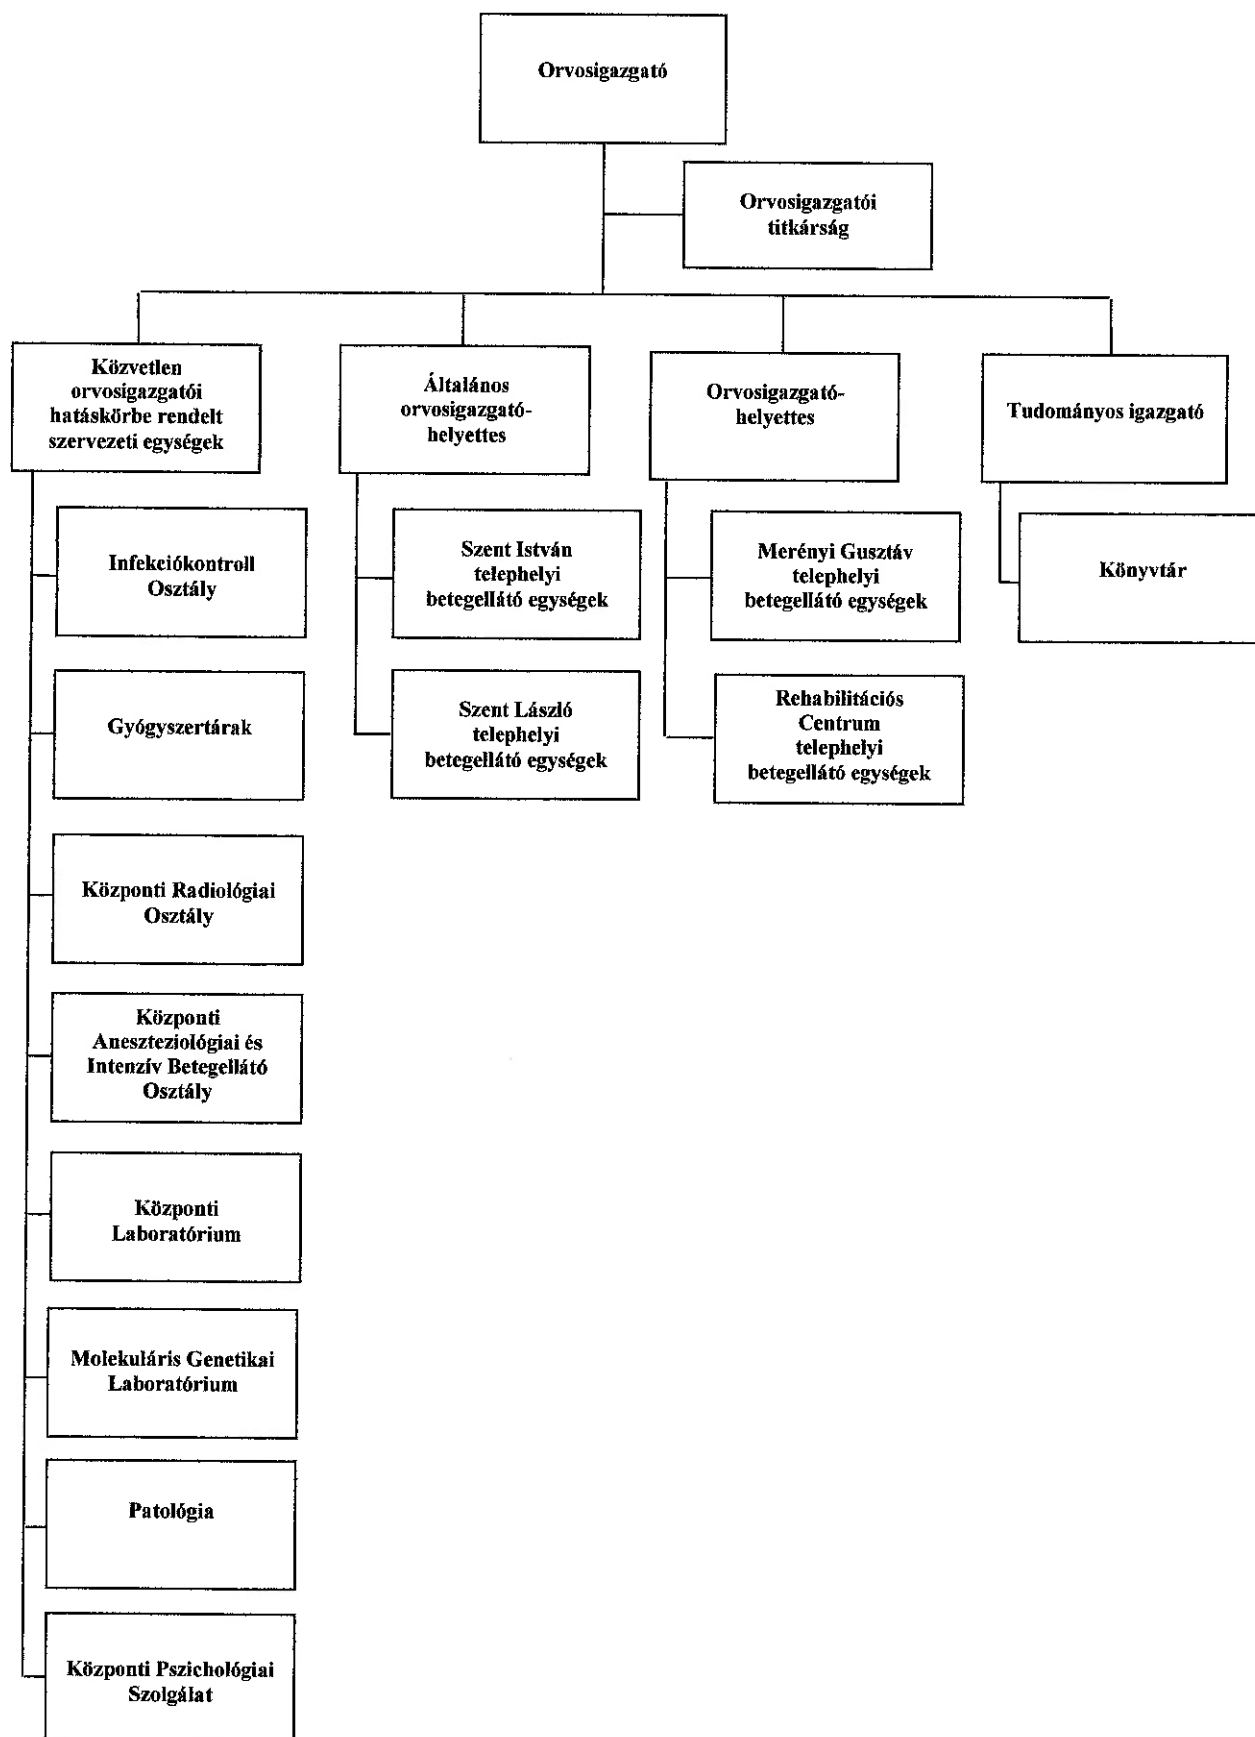 Orvosigazgató
Orvosigazgatói
titkárság
Közvetlen
orvosigazgatói
hatáskörbe rendelt
szervezeti egységek
Általános
orvosigazgató-
helyettes
Orvosigazgató-
helyettes
Tudományos igazgató
Infekciókontroll
Osztály
Gyógyszertárak
Központi Radiológiai
Osztály
Központi
Aneszteziológiai és
Intenzív Betegellátó
Osztály
Központi
Laboratórium
Molekuláris Genetikai
Laboratórium
Patológia
Központi Pszichológiai
Szolgálat
Szent István
telephelyi
betegellátó egységek
Szent László
telephelyi
betegellátó egységek
Merényi Gusztáv
telephelyi
betegellátó egységek
Rehabilitációs
Centrum
telephelyi
betegellátó egységek
Könyvtár